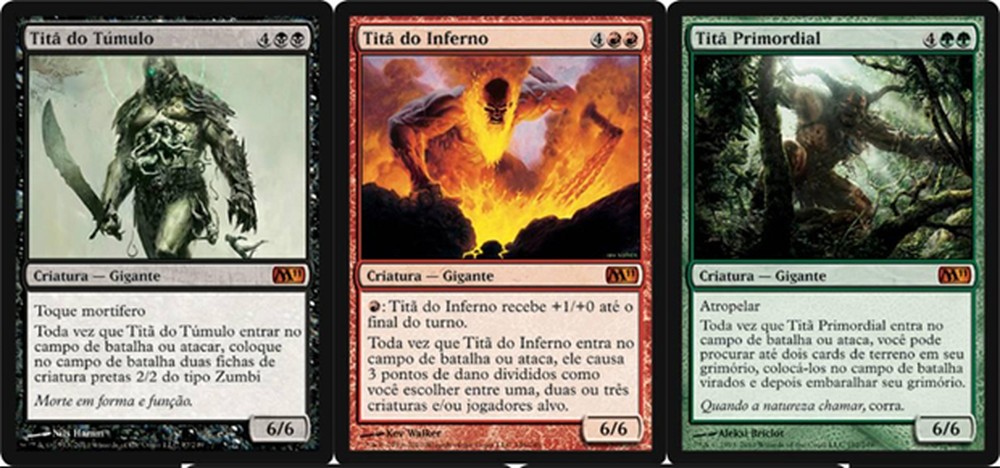 Titã do Túmulo
4
Criatura — Gigante
M11
Toque mortífero
Toda vez que Titã do Túmulo entrar no
campo de batalha ou atacar, coloque
no campo de batalha duas fichas de
criatura pretas 2/2 do tipo Zumbi
Morte em forma e função.
6/6
Titã do Inferno
4
Criatura — Gigante
M11
: Titã do Inferno recebe +1/+0 até o
final do turno.
Toda vez que Titã do Inferno entra no
campo de batalha ou ataca, ele causa
3 pontos de dano divididos como
você escolher entre uma, duas ou três
criaturas e/ou jogadores alvo.
Kev Walker
6/6
Titã Primordial
4
Criatura — Gigante
M11
Atropelar
Toda vez que Titã Primordial entra no
campo de batalha ou ataca, você pode
procurar até dois cards de terreno em seu
grimório, colocá-los no campo de batalha
virados e depois embaralhar seu grimório.
Quando a natureza chamar, corra.
Aleksi Briclot
6/6